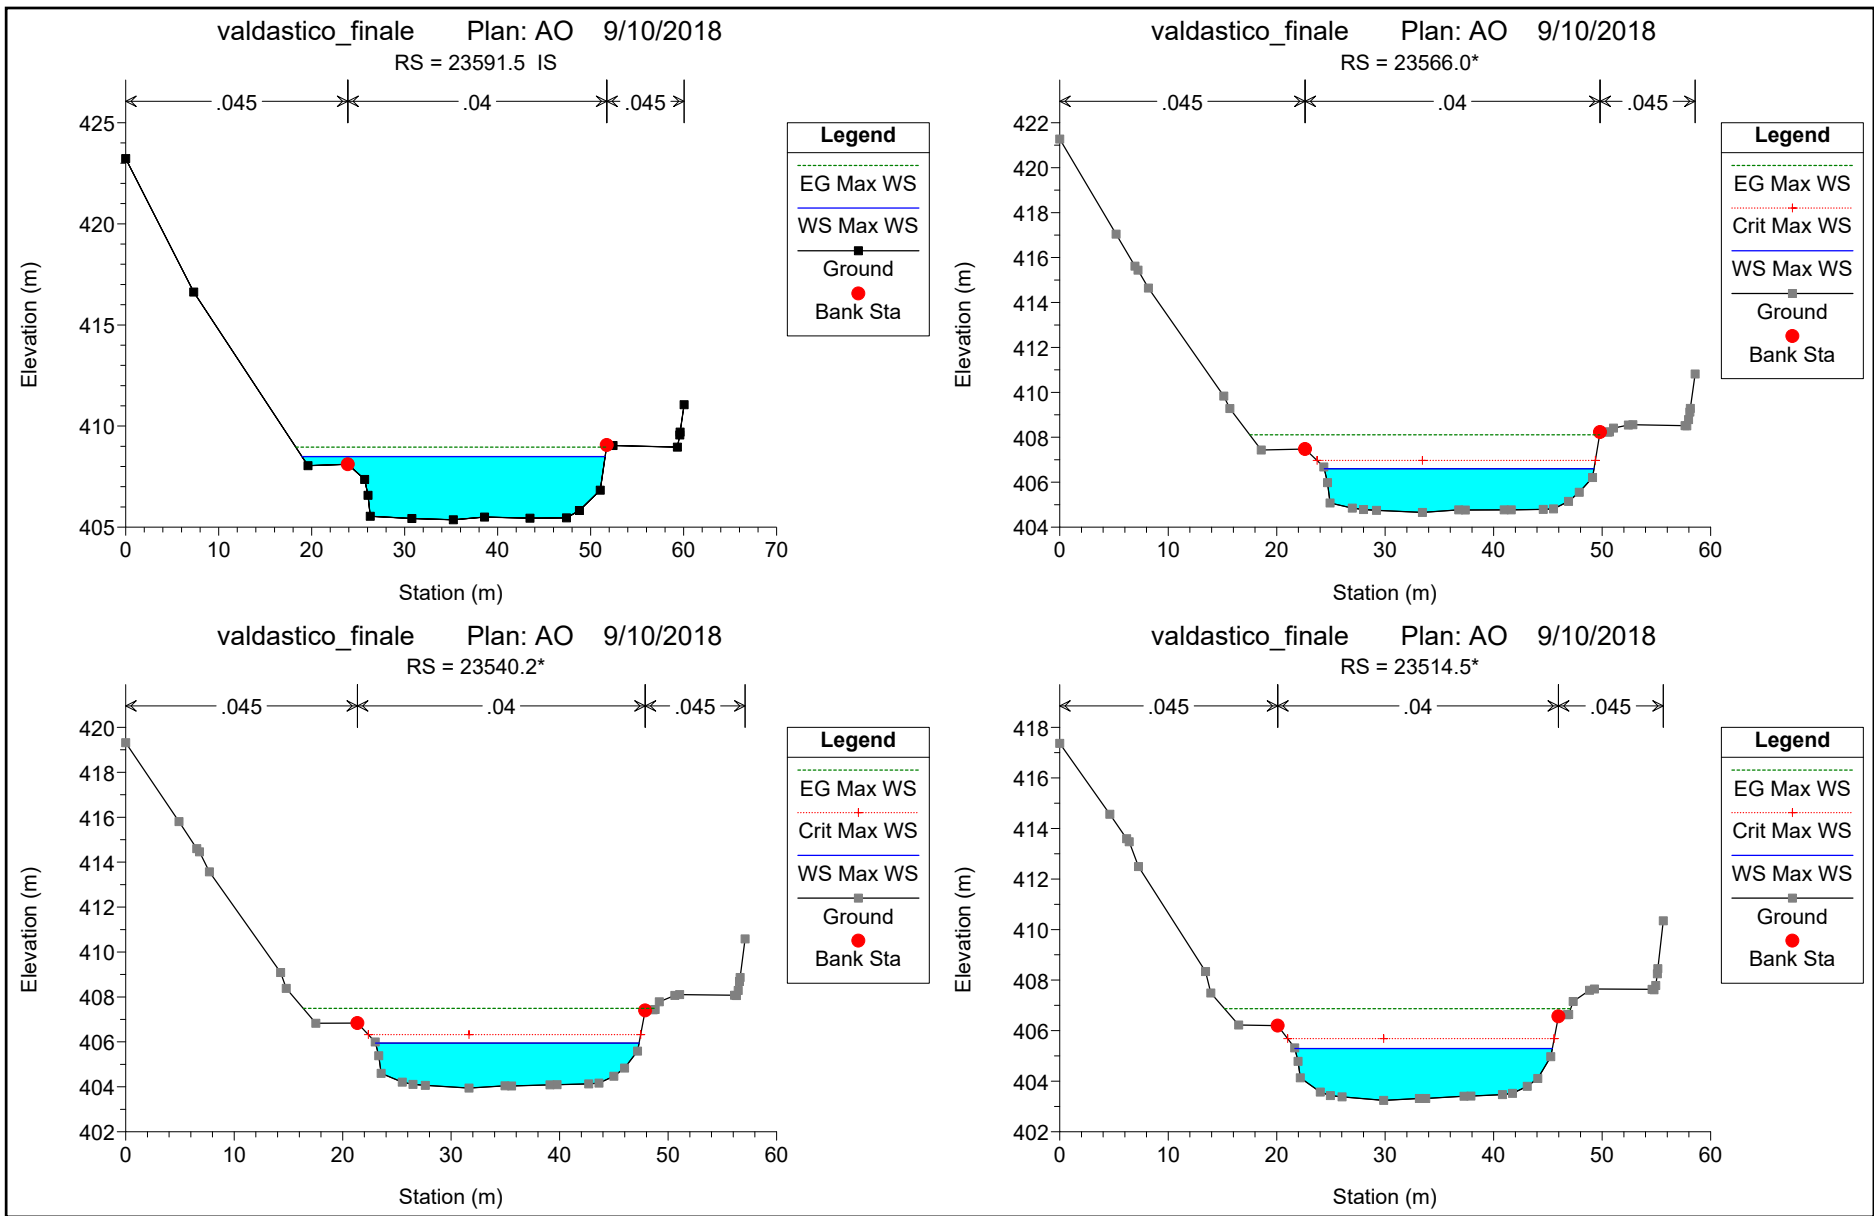 valdastico_finale Plan: AO 9/10/2018
RS = 23591.5 IS
.045 .04 .045
425
420
415
410
405
0 10 20 30 40 50 60 70
Elevation (m)
Station (m)
Legend
EG Max WS
WS Max WS
Ground
Bank Sta
valdastico_finale Plan: AO 9/10/2018
RS = 23566.0*
.045 .04 .045
422
420
418
416
414
412
410
408
406
404
0 10 20 30 40 50 60
Elevation (m)
Station (m)
Legend
EG Max WS
Crit Max WS
WS Max WS
Ground
Bank Sta
valdastico_finale Plan: AO 9/10/2018
RS = 23540.2*
.045 .04 .045
420
418
416
414
412
410
408
406
404
402
0 10 20 30 40 50 60
Elevation (m)
Station (m)
Legend
EG Max WS
Crit Max WS
WS Max WS
Ground
Bank Sta
valdastico_finale Plan: AO 9/10/2018
RS = 23514.5*
.045 .04 .045
418
416
414
412
410
408
406
404
402
0 10 20 30 40 50 60
Elevation (m)
Station (m)
Legend
EG Max WS
Crit Max WS
WS Max WS
Ground
Bank Sta